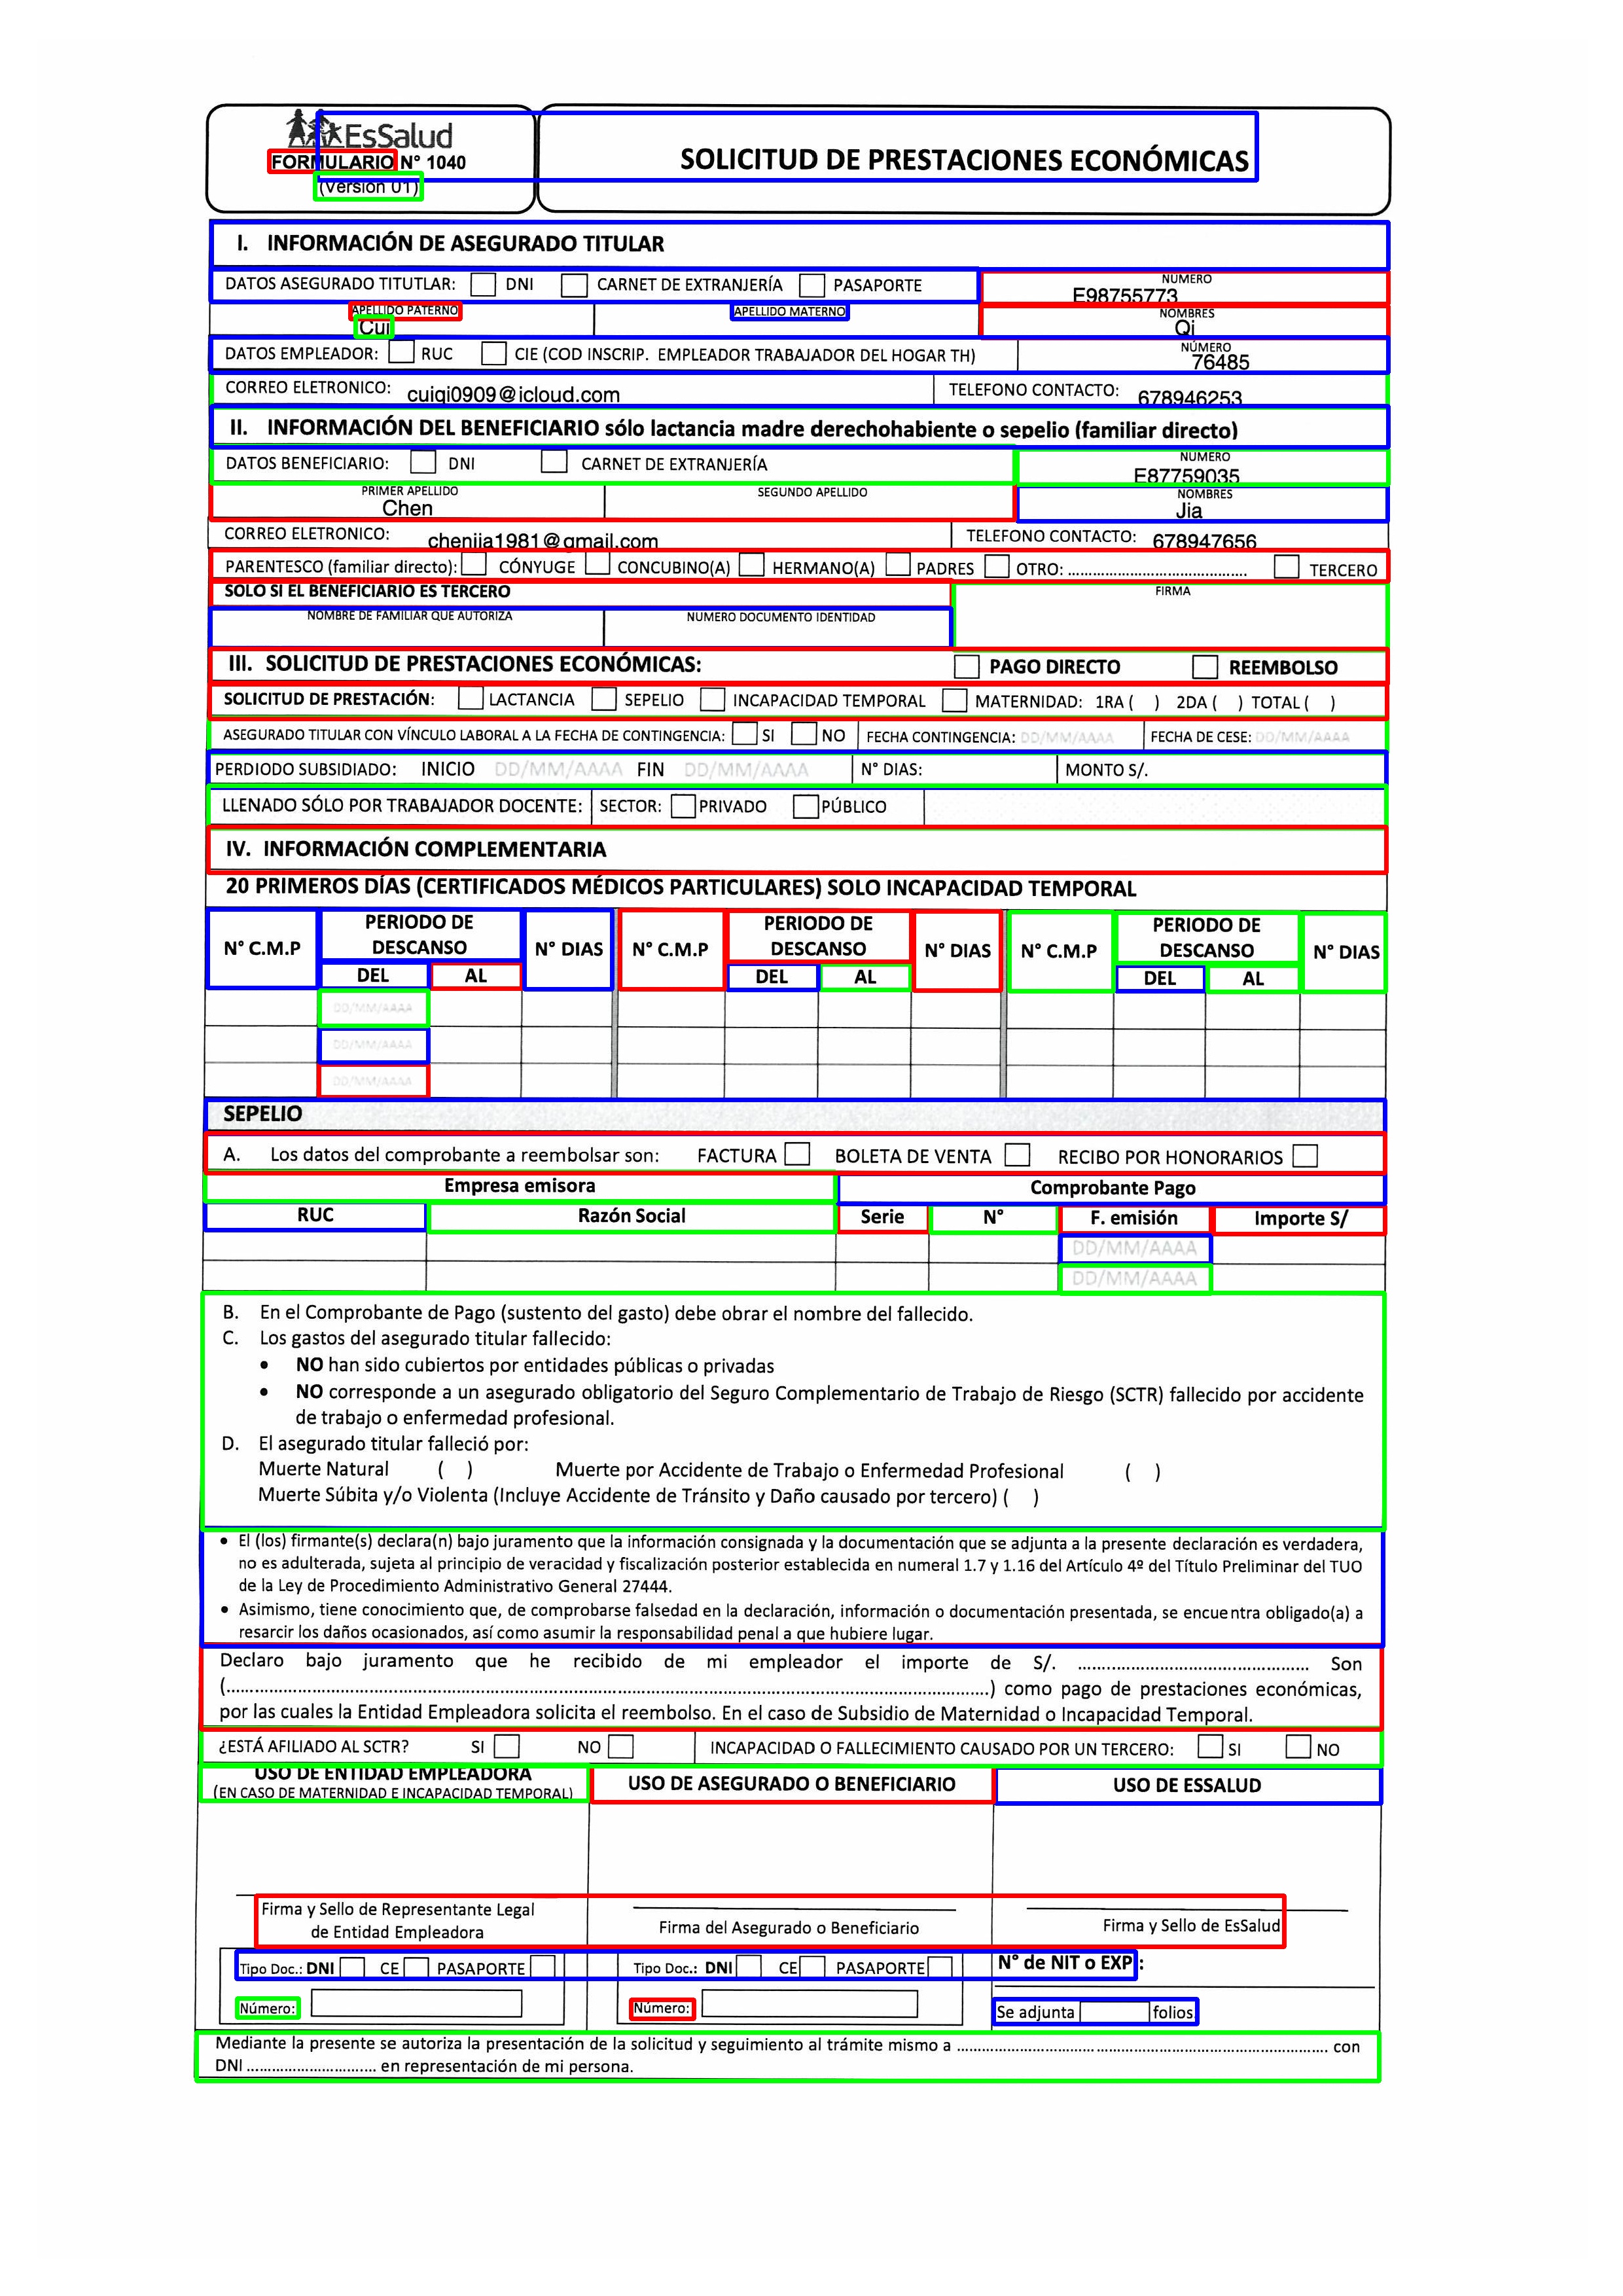 EsSalud
FORMULARIO N° 1040
(Versión 01)
SOLICITUD DE PRESTACIONES ECONÓMICAS
I. INFORMACIÓN DE ASEGURADO TITULAR
DATOS ASEGURADO TITUTLAR: DNI CARNET DE EXTRANJERÍA PASAPORTE NÚMERO
E98755773
APELLIDO PATERNO APELLIDO MATERNO NOMBRES
Cui Qi
DATOS EMPLEADOR: RUC CIE (COD INSCRIP. EMPLEADOR TRABAJADOR DEL HOGAR TH) NÚMERO
76485
CORREO ELETRONICO: cuiqi0909@icloud.com TELEFONO CONTACTO: 678946253
II. INFORMACIÓN DEL BENEFICIARIO sólo lactancia madre derechohabiente o sepelio (familiar directo)
DATOS BENEFICIARIO: DNI CARNET DE EXTRANJERÍA NÚMERO
E87759035
PRIMER APELLIDO SEGUNDO APELLIDO NOMBRES
Chen Jia
CORREO ELETRONICO: chenjia1981@gmail.com TELEFONO CONTACTO: 678947656
PARENTESCO (familiar directo): CÓNYUGE CONCUBINO(A) HERMANO(A) PADRES OTRO: ........................................ TERCERO
SOLO SI EL BENEFICIARIO ES TERCERO FIRMA
NOMBRE DE FAMILIAR QUE AUTORIZA NUMERO DOCUMENTO IDENTIDAD
III. SOLICITUD DE PRESTACIONES ECONÓMICAS: PAGO DIRECTO REEMBOLSO
SOLICITUD DE PRESTACIÓN: LACTANCIA SEPELIO INCAPACIDAD TEMPORAL MATERNIDAD: 1RA ( ) 2DA ( ) TOTAL ( )
ASEGURADO TITULAR CON VÍNCULO LABORAL A LA FECHA DE CONTINGENCIA: SI NO FECHA CONTINGENCIA: DD/MM/AAAA FECHA DE CESE: DD/MM/AAAA
PERDIODO SUBSIDIADO: INICIO DD/MM/AAAA FIN DD/MM/AAAA N° DIAS: MONTO S/.
LLENADO SÓLO POR TRABAJADOR DOCENTE: SECTOR: PRIVADO PÚBLICO
IV. INFORMACIÓN COMPLEMENTARIA
20 PRIMEROS DÍAS (CERTIFICADOS MÉDICOS PARTICULARES) SOLO INCAPACIDAD TEMPORAL
N° C.M.P PERIODO DE DESCANSO N° DIAS N° C.M.P PERIODO DE DESCANSO N° DIAS N° C.M.P PERIODO DE DESCANSO N° DIAS
DEL AL DEL AL DEL AL
DD/MM/AAAA
DD/MM/AAAA
DD/MM/AAAA
SEPELIO
A. Los datos del comprobante a reembolsar son: FACTURA BOLETA DE VENTA RECIBO POR HONORARIOS
Empresa emisora Comprobante Pago
RUC Razón Social Serie N° F. emisión Importe S/
DD/MM/AAAA
DD/MM/AAAA
B. En el Comprobante de Pago (sustento del gasto) debe obrar el nombre del fallecido.
C. Los gastos del asegurado titular fallecido:
• NO han sido cubiertos por entidades públicas o privadas
• NO corresponde a un asegurado obligatorio del Seguro Complementario de Trabajo de Riesgo (SCTR) fallecido por accidente
de trabajo o enfermedad profesional.
D. El asegurado titular falleció por:
Muerte Natural ( ) Muerte por Accidente de Trabajo o Enfermedad Profesional ( )
Muerte Súbita y/o Violenta (Incluye Accidente de Tránsito y Daño causado por tercero) ( )
• El (los) firmante(s) declara(n) bajo juramento que la información consignada y la documentación que se adjunta a la presente declaración es verdadera,
no es adulterada, sujeta al principio de veracidad y fiscalización posterior establecida en numeral 1.7 y 1.16 del Artículo 4º del Título Preliminar del TUO
de la Ley de Procedimiento Administrativo General 27444.
• Asimismo, tiene conocimiento que, de comprobarse falsedad en la declaración, información o documentación presentada, se encuentra obligado(a) a
resarcir los daños ocasionados, así como asumir la responsabilidad penal a que hubiere lugar.
Declaro bajo juramento que he recibido de mi empleador el importe de S/. ............................................. Son
(..............................................................................................................................) como pago de prestaciones económicas,
por las cuales la Entidad Empleadora solicita el reembolso. En el caso de Subsidio de Maternidad o Incapacidad Temporal.
¿ESTÁ AFILIADO AL SCTR? SI NO INCAPACIDAD O FALLECIMIENTO CAUSADO POR UN TERCERO: SI NO
USO DE ENTIDAD EMPLEADORA USO DE ASEGURADO O BENEFICIARIO USO DE ESSALUD
(EN CASO DE MATERNIDAD E INCAPACIDAD TEMPORAL)
Firma y Sello de Representante Legal
de Entidad Empleadora Firma del Asegurado o Beneficiario Firma y Sello de EsSalud
Tipo Doc.: DNI CE PASAPORTE Tipo Doc.: DNI CE PASAPORTE N° de NIT o EXP:
Número: Número: Se adjunta folios
Mediante la presente se autoriza la presentación de la solicitud y seguimiento al trámite mismo a ........................................................................ con
DNI ............................. en representación de mi persona.